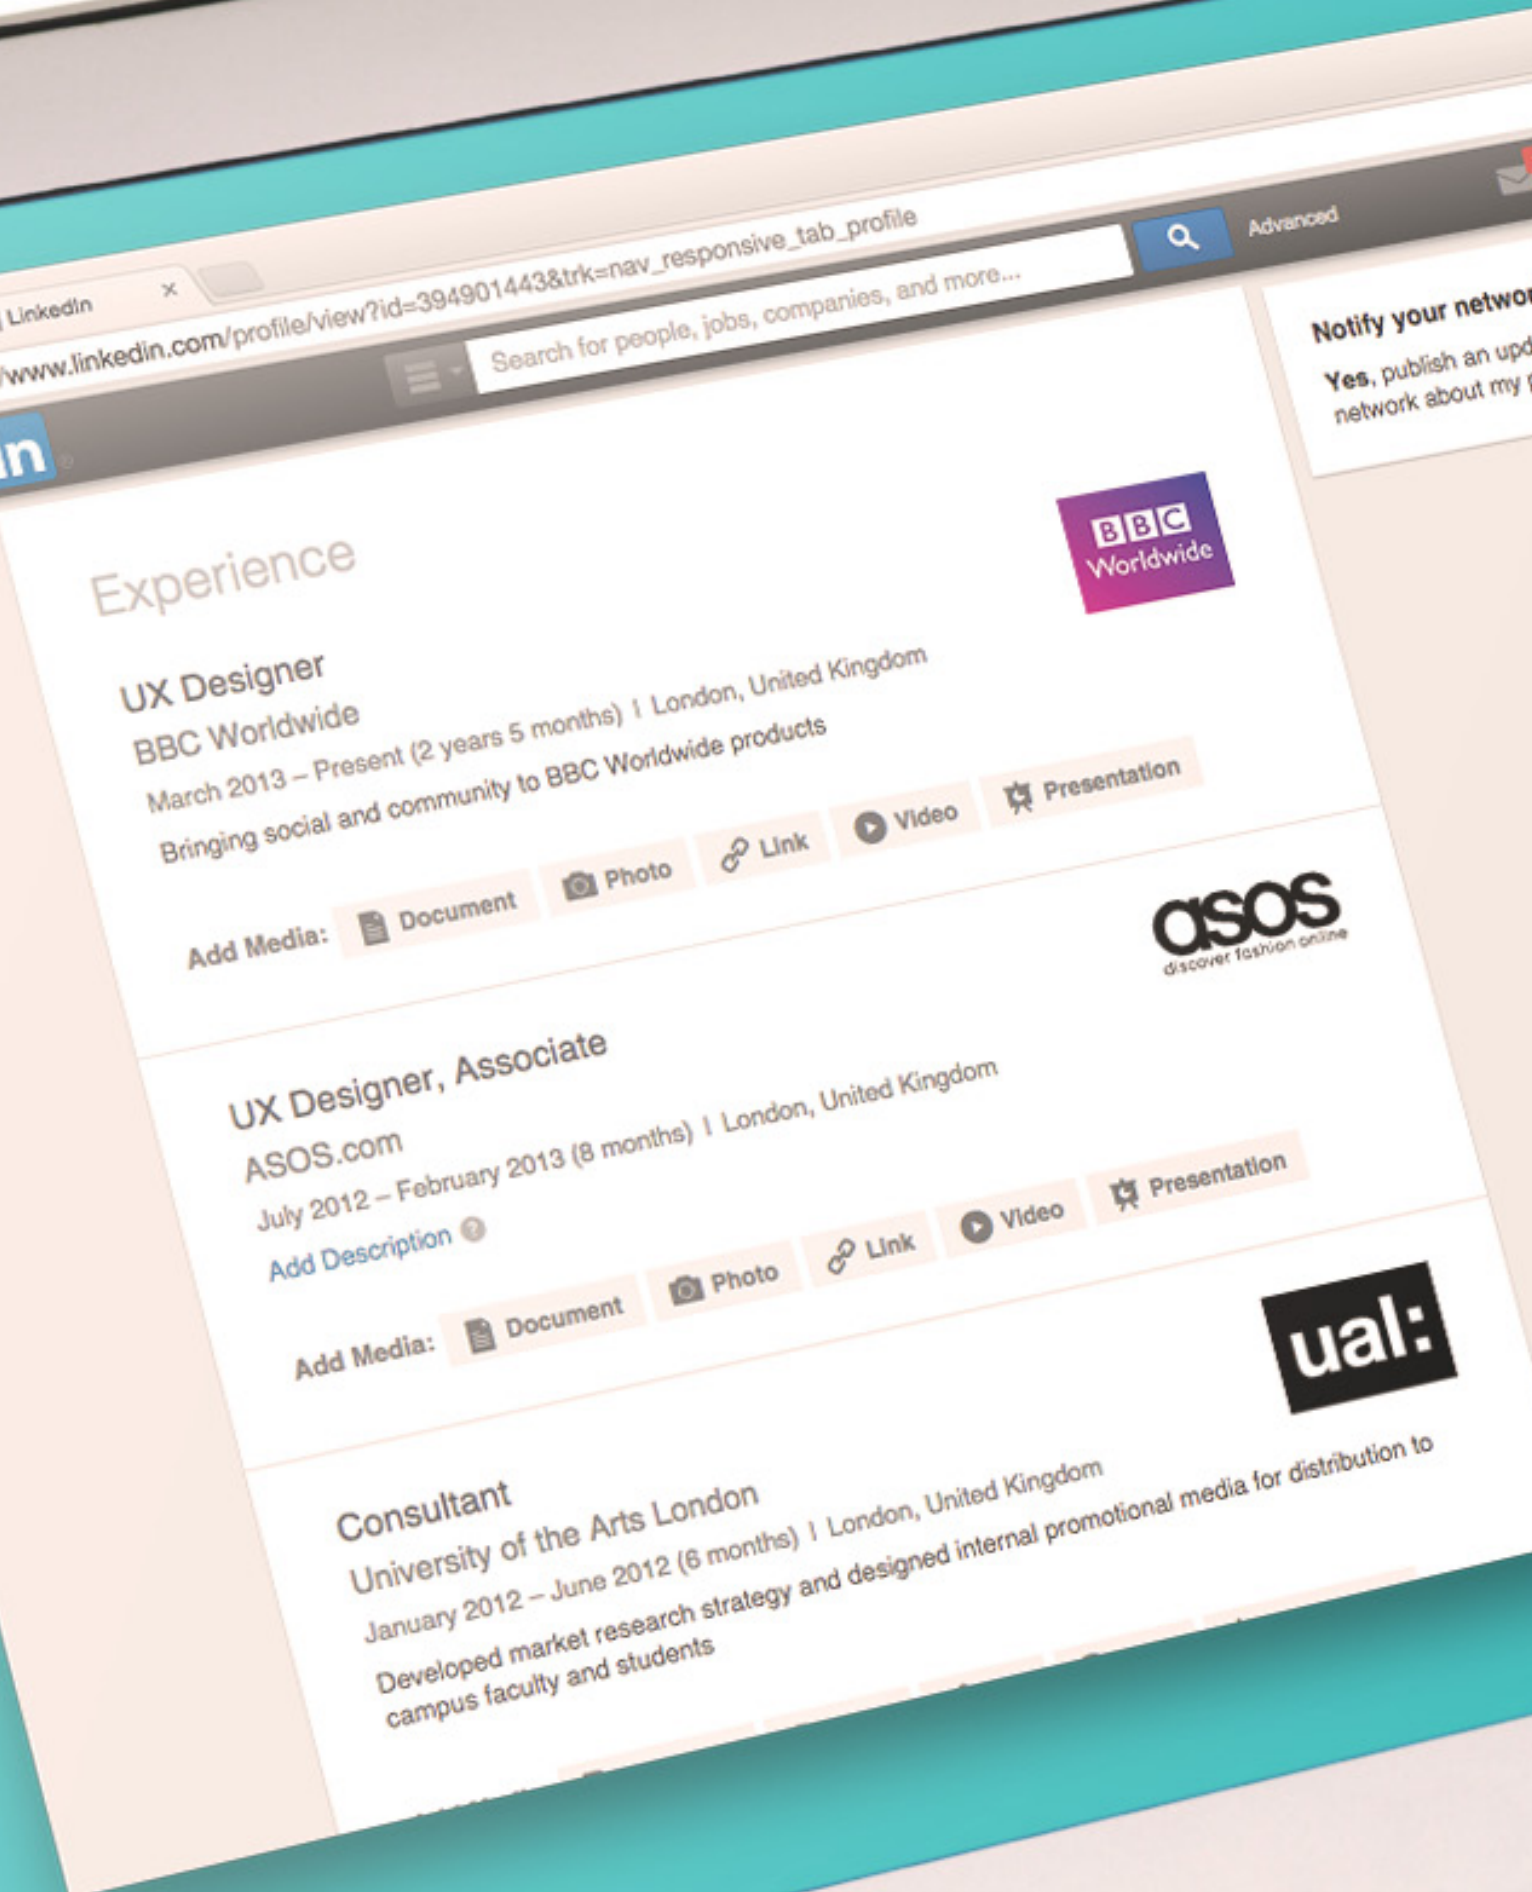 LinkedIn
/www.linkedin.com/profile/view?id=394901443&trk=nav_responsive_tab_profile
in
Search for people, jobs, companies, and more...
Advanced
Notify your
Yes, publish an
network about my
Experience
BBC
Worldwide
UX Designer
BBC Worldwide
March 2013 – Present (2 years 5 months) | London, United Kingdom
Bringing social and community to BBC Worldwide products
Add Media: Document Photo Link Video Presentation
asos
discover fashion online
UX Designer, Associate
ASOS.com
July 2012 – February 2013 (8 months) | London, United Kingdom
Add Description ?
Add Media: Document Photo Link Video Presentation
ual:
Consultant
University of the Arts London
January 2012 – June 2012 (6 months) | London, United Kingdom
Developed market research strategy and designed internal promotional media for distribution to
campus faculty and students